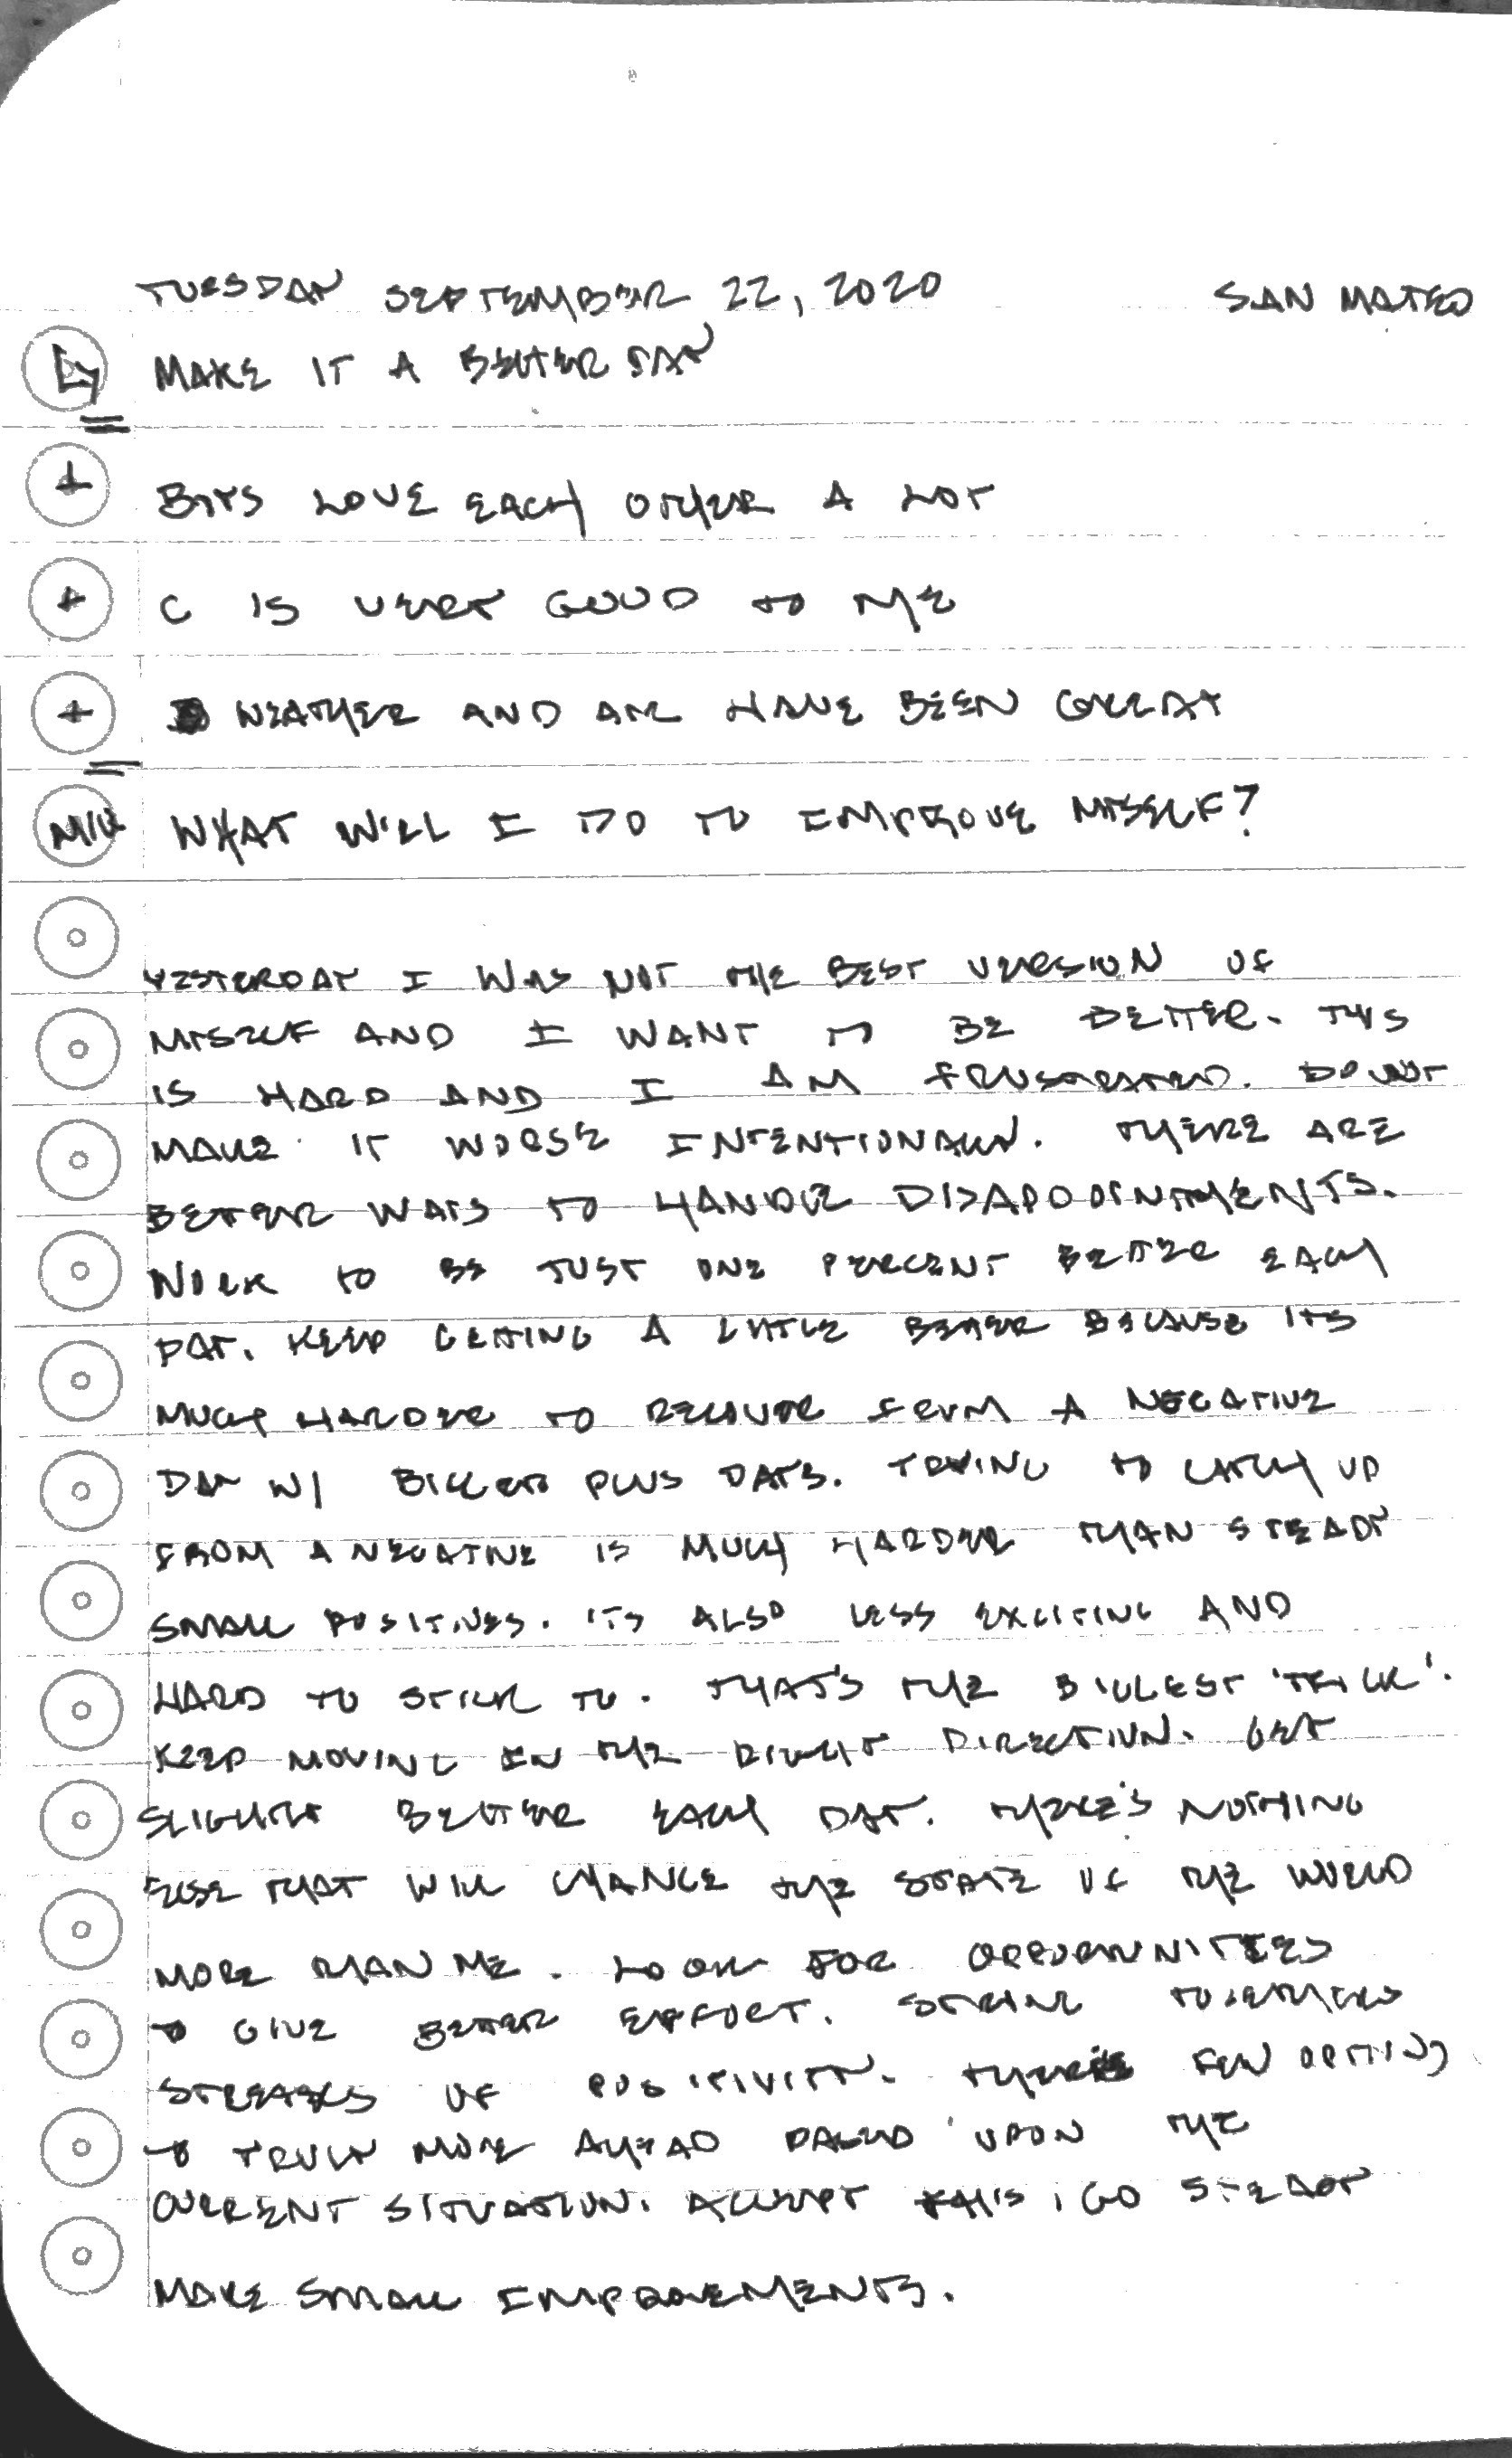 TUESDAY SEPTEMBER 22, 2020 SAN MATEO
Ly MAKE IT A BETTER DAY
+ BOYS LOVE EACH OTHER A LOT
+ C IS VERY GOOD TO ME
+ WEATHER AND AIR HAVE BEEN GREAT
MIU WHAT WILL I DO TO IMPROVE MYSELF?
YESTERDAY I WAS NOT THE BEST VERSION OF
MYSELF AND I WANT TO BE BETTER. THIS
IS HARD AND I AM FRUSTRATED. DO NOT
MAKE IT WORSE INTENTIONALLY. THERE ARE
BETTER WAYS TO HANDLE DISAPPOINTMENTS.
WORK TO BE JUST ONE PERCENT BETTER EACH
DAY. KEEP GETTING A LITTLE BETTER BECAUSE ITS
MUCH HARDER TO RECOVER FROM A NEGATIVE
DAY W/ BIGGER PLUS DAYS. TRYING TO CATCH UP
FROM A NEGATIVE IS MUCH HARDER THAN STEADY
SMALL POSITIVES. ITS ALSO LESS EXCITING AND
HARD TO STICK TO. THAT'S THE BIGGEST 'TRICK'.
KEEP MOVING IN THE RIGHT DIRECTION. GET
SLIGHTLY BETTER EACH DAY. THERE'S NOTHING
ELSE THAT WILL CHANGE THE STATE OF THE WORLD
MORE THAN ME. LOOK FOR OPPORTUNITIES
TO GIVE BETTER EFFORT. STRING TOGETHER
STREAKS OF POSITIVITY. THERE'S FEW OPTIONS
TO TRULY MOVE AHEAD BASED UPON THE
CURRENT SITUATION. ACCEPT THIS, GO STEADY
MAKE SMALL IMPROVEMENTS.